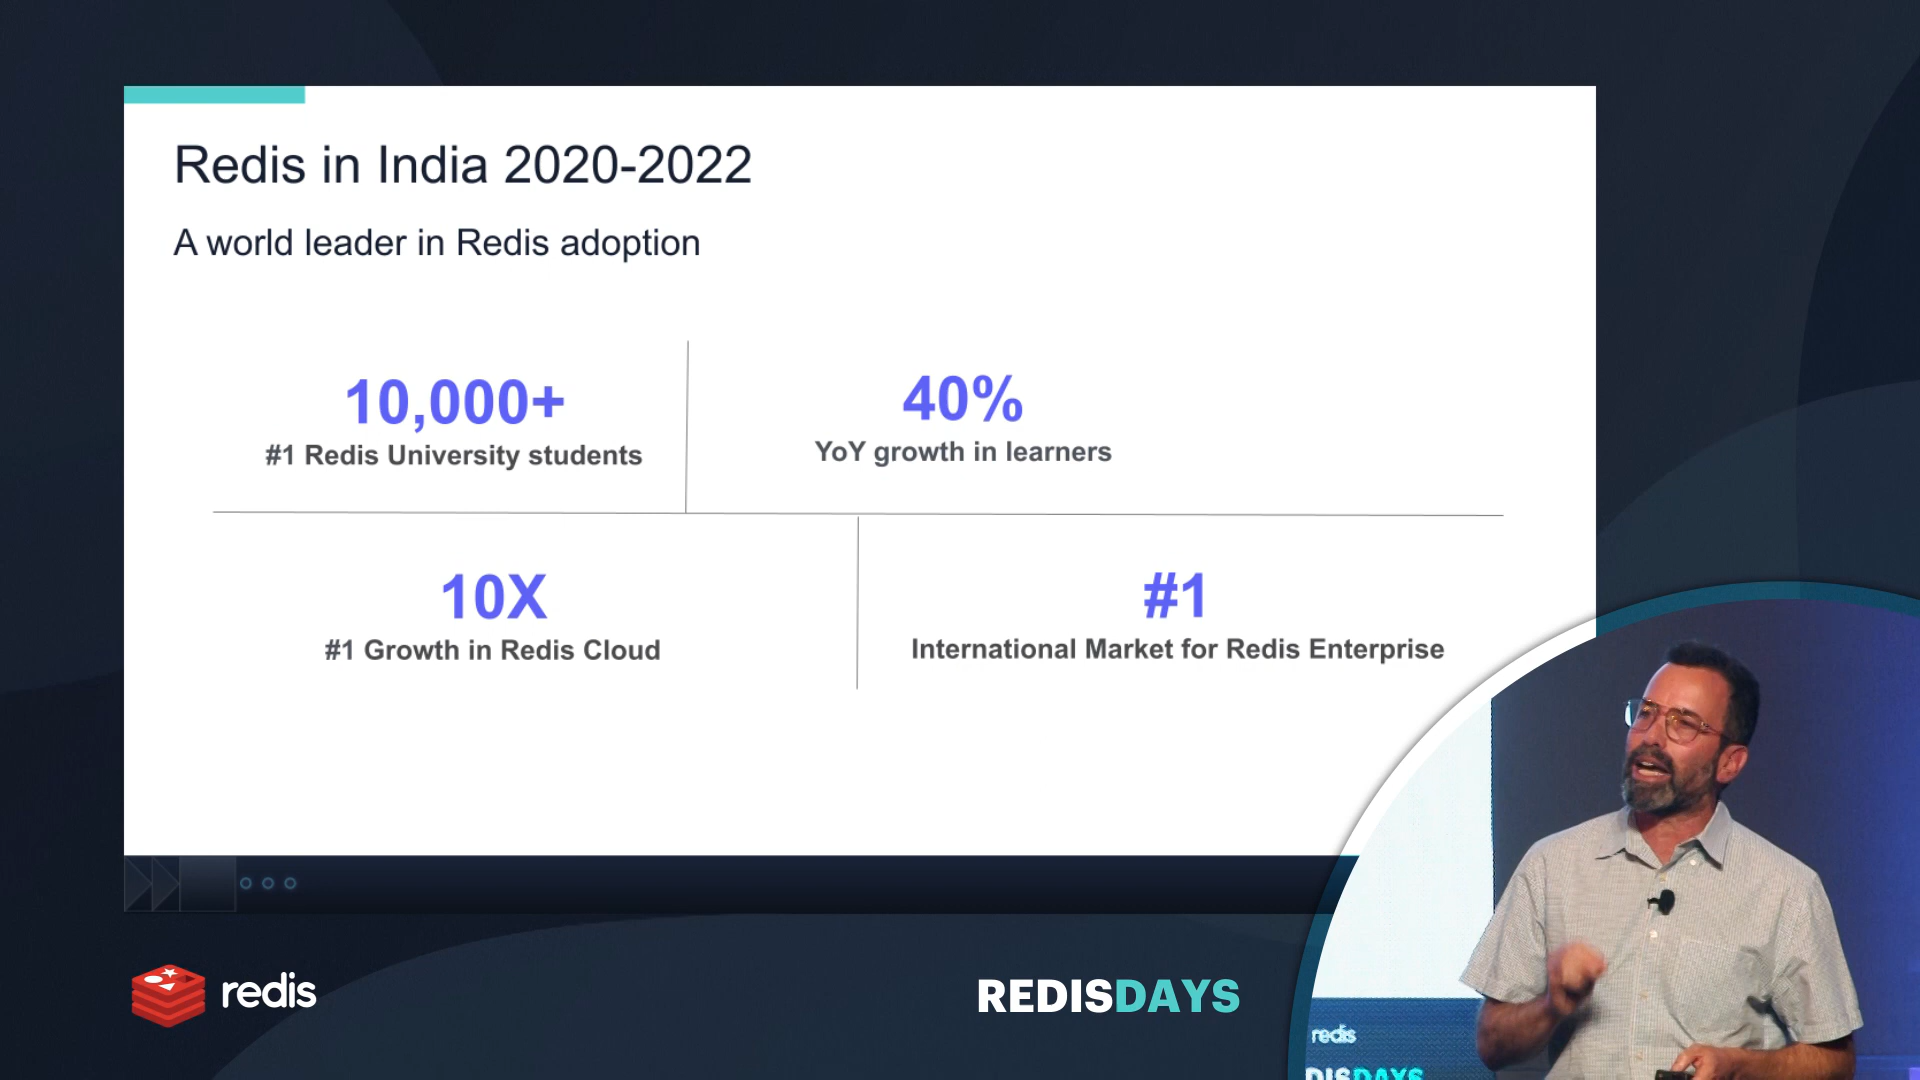 Redis in India 2020-2022
A world leader in Redis adoption
10,000+
#1 Redis University students
40%
YoY growth in learners
10X
#1 Growth in Redis Cloud
#1
International Market for Redis Enterprise
redis
REDISDAYS
redis
DISDAYS